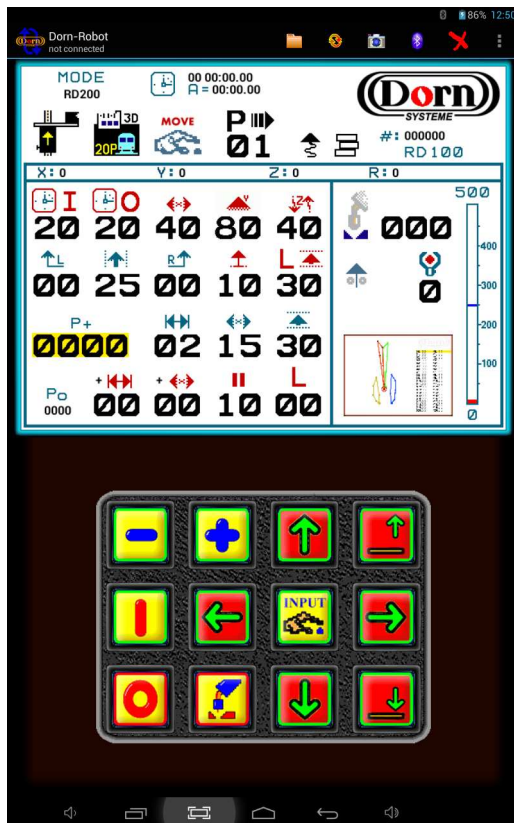 86% 12:50
Dorn-Robot
not connected
MODE
RD200
00 00:00.00
A = 00:00.00
Dorn
SYSTEME
3D
20P.
MOVE
P
01
#: 000000
RD100
X: 0 Y: 0 Z: 0 R: 0
I O Y Z
20 20 40 80 40
000
500
400
L R L
00 25 00 10 30
0
300
P+
0000 02 15 30
200
100
+ + L
Po
0000 00 00 10 00
0
INPUT